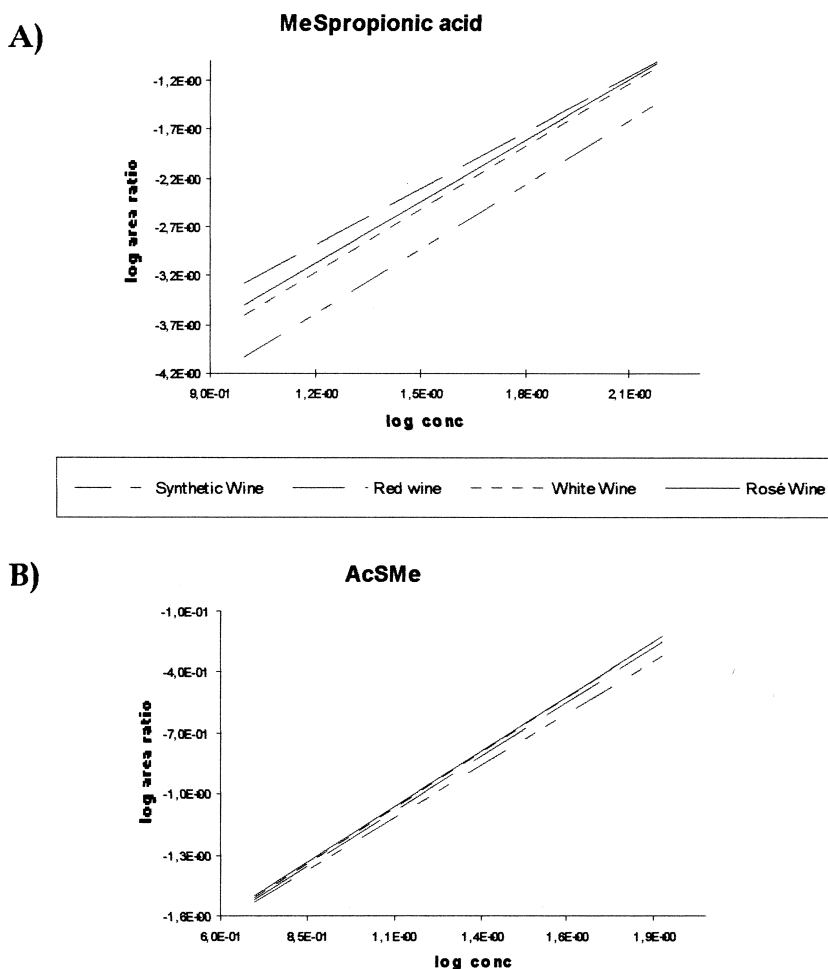 A)
MeSpropionic acid
log area ratio
-1,2E+00
-1,7E+00
-2,2E+00
-2,7E+00
-3,2E+00
-3,7E+00
-4,2E+00
9,0E-01 1,2E+00 1,5E+00 1,8E+00 2,1E+00
log conc
Synthetic Wine Red wine White Wine Rosé Wine
B)
AcSMe
log area ratio
-1,0E-01
-4,0E-01
-7,0E-01
-1,0E+00
-1,3E+00
-1,6E+00
6,0E-01 8,5E-01 1,1E+00 1,4E+00 1,6E+00 1,9E+00
log conc